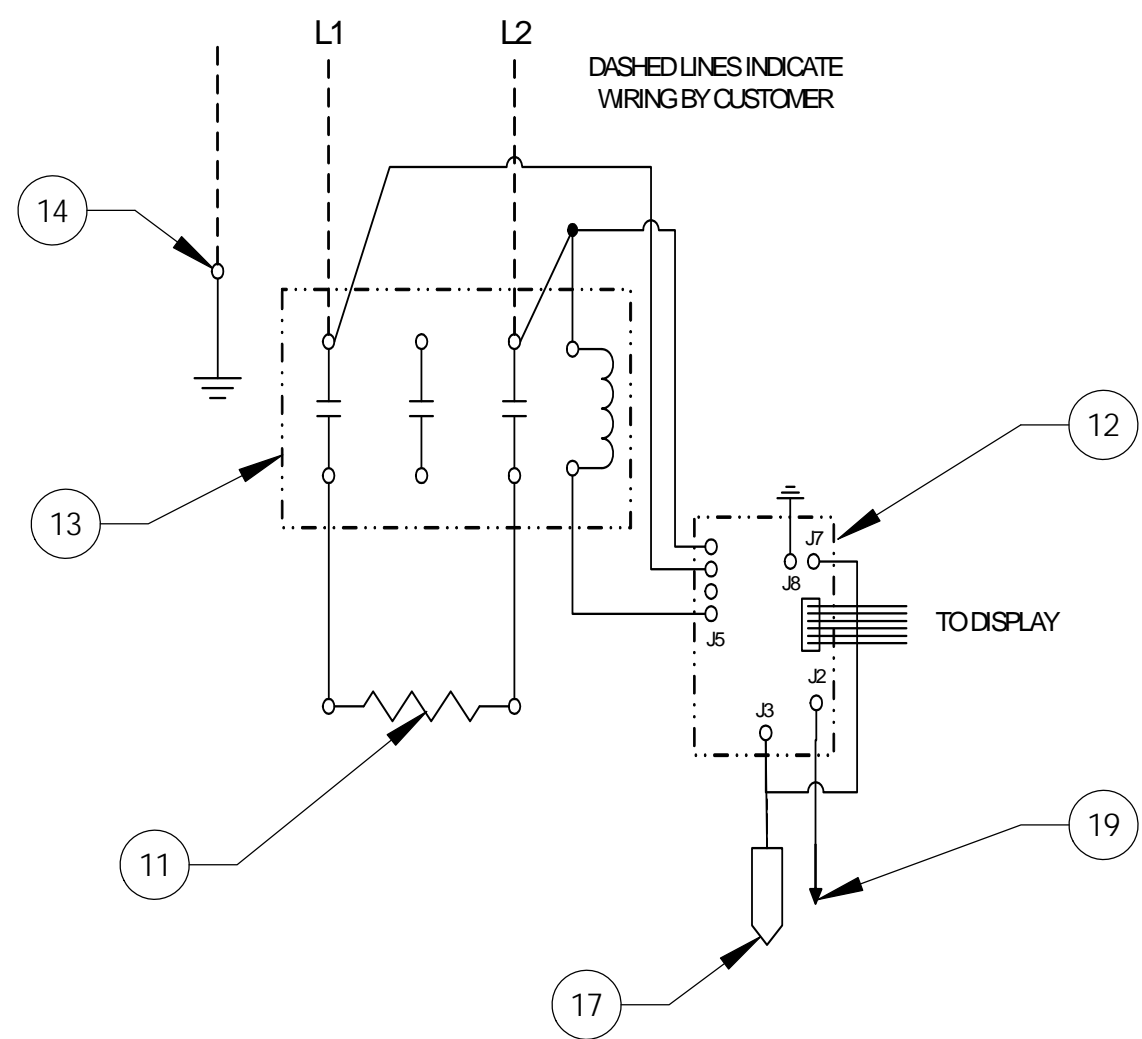 L1
L2
DASHED LINES INDICATE
WIRING BY CUSTOMER
14
12
13
J7
J8
TO DISPLAY
J5
J2
J3
19
11
17